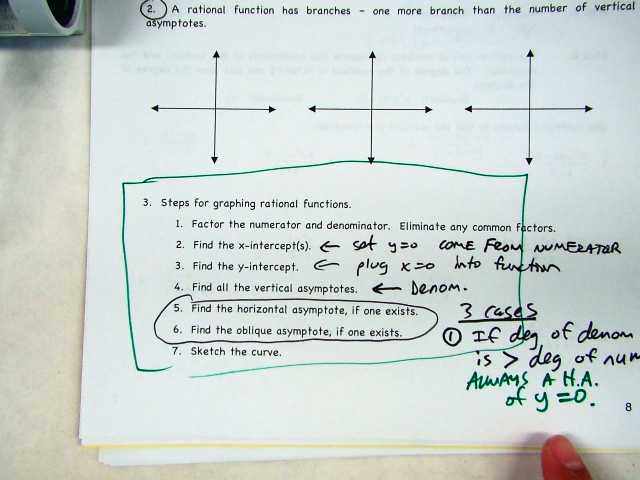 2. A rational function has branches – one more branch than the number of vertical
asymptotes.
3. Steps for graphing rational functions.
1. Factor the numerator and denominator. Eliminate any common factors.
2. Find the x-intercept(s). ← set y=0 COME FROM NUMERATOR
3. Find the y-intercept. ← plug x=0 into function
4. Find all the vertical asymptotes. ← Denom.
5. Find the horizontal asymptote, if one exists.
6. Find the oblique asymptote, if one exists.
7. Sketch the curve.
3 cases
① If deg of denom
is > deg of num
ALWAYS A H.A.
of y=0.
8